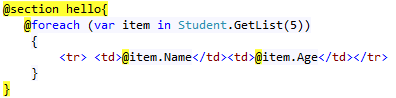 @section hello{
@foreach (var item in Student.GetList(5))
{
<tr> <td>@item.Name</td><td>@item.Age</td></tr>
}
}